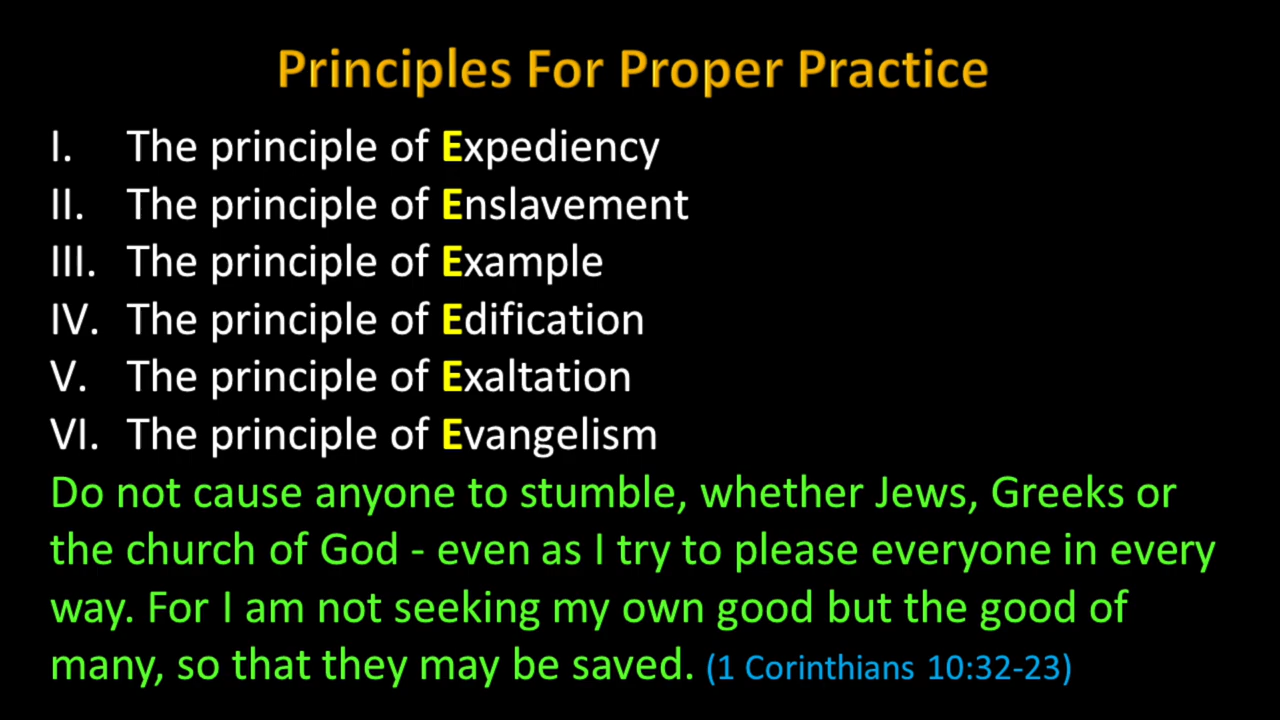 Principles For Proper Practice
I. The principle of Expediency
II. The principle of Enslavement
III. The principle of Example
IV. The principle of Edification
V. The principle of Exaltation
VI. The principle of Evangelism
Do not cause anyone to stumble, whether Jews, Greeks or
the church of God - even as I try to please everyone in every
way. For I am not seeking my own good but the good of
many, so that they may be saved. (1 Corinthians 10:32-23)